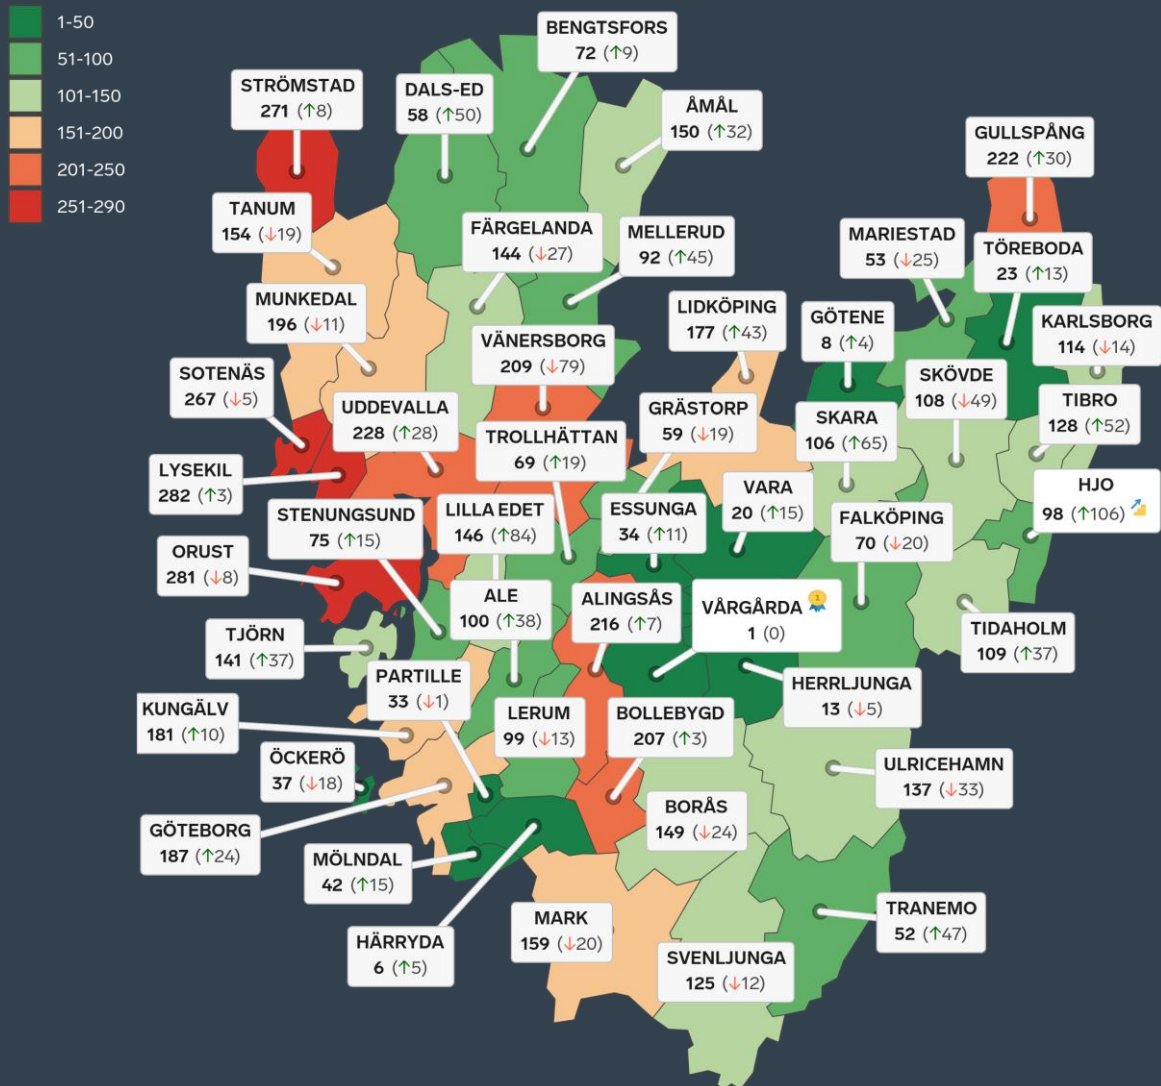 1-50
51-100
101-150
151-200
201-250
251-290
BENGTSFORS
72 (↑9)
STRÖMSTAD
271 (↑8)
DALS-ED
58 (↑50)
ÅMÅL
150 (↑32)
GULLSPÅNG
222 (↑30)
TANUM
154 (↓19)
FÄRGELANDA
144 (↓27)
MELLERUD
92 (↑45)
MARIESTAD
53 (↓25)
TÖREBODA
23 (↑13)
MUNKEDAL
196 (↓11)
LIDKÖPING
177 (↑43)
GÖTENE
8 (↑4)
KARLSBORG
114 (↓14)
VÄNERSBORG
209 (↓79)
SOTENÄS
267 (↓5)
SKÖVDE
108 (↓49)
UDDEVALLA
228 (↑28)
GRÄSTORP
59 (↓19)
SKARA
106 (↑65)
TIBRO
128 (↑52)
TROLLHÄTTAN
69 (↑19)
LYSEKIL
282 (↑3)
VARA
20 (↑15)
HJO
98 (↑106)
STENUNGSUND
75 (↑15)
LILLA EDET
146 (↑84)
ESSUNGA
34 (↑11)
FALKÖPING
70 (↓20)
ORUST
281 (↓8)
ALE
100 (↑38)
ALINGSÅS
216 (↑7)
VÅRGÅRDA
1
1 (0)
TJÖRN
141 (↑37)
TIDAHOLM
109 (↑37)
PARTILLE
33 (↓1)
HERRLJUNGA
13 (↓5)
KUNGÄLV
181 (↑10)
LERUM
99 (↓13)
BOLLEBYGD
207 (↑3)
ÖCKERÖ
37 (↓18)
ULRICEHAMN
137 (↓33)
BORÅS
149 (↓24)
GÖTEBORG
187 (↑24)
MÖLNDAL
42 (↑15)
TRANEMO
52 (↑47)
MARK
159 (↓20)
HÄRRYDA
6 (↑5)
SVENLJUNGA
125 (↓12)